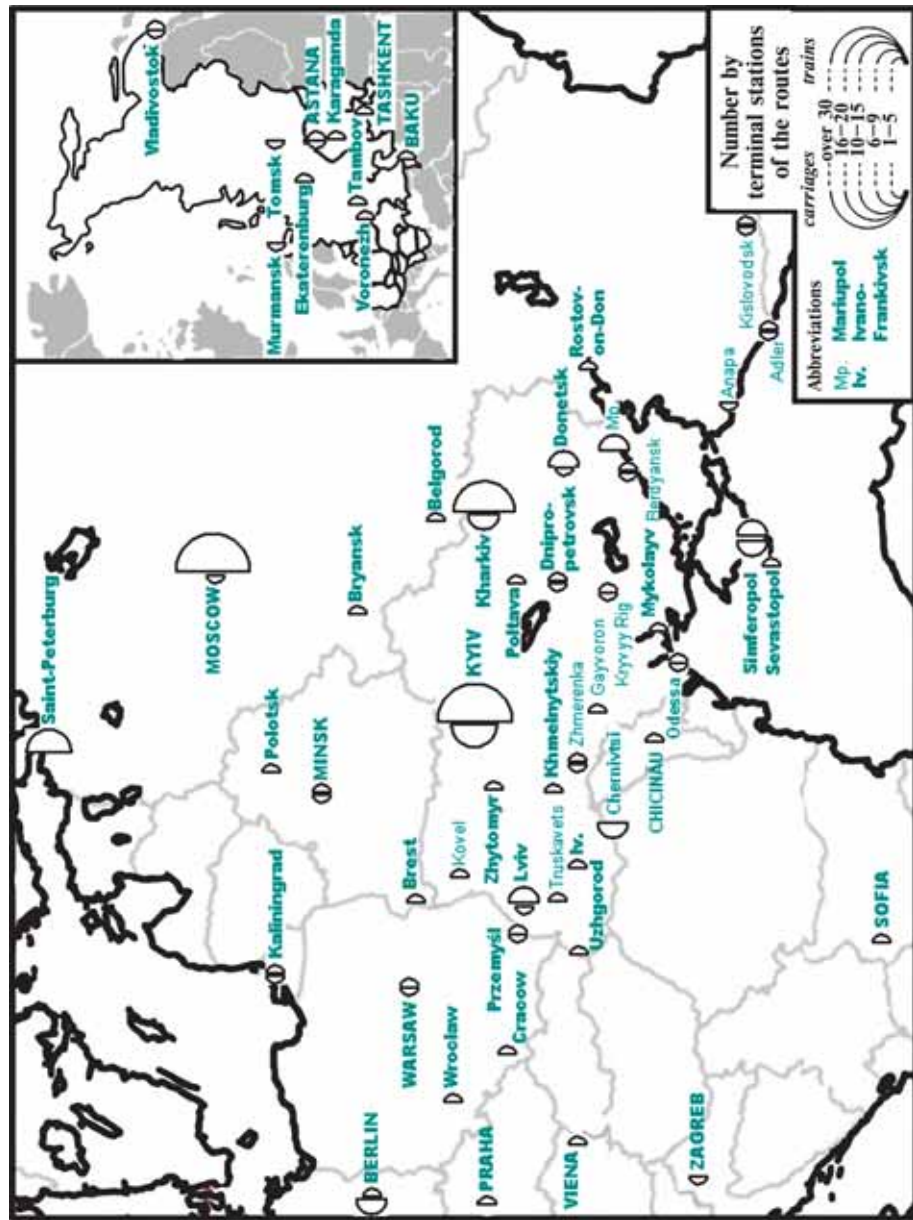 Saint-Peterburg
MOSCOW
Bryansk
Belgorod
Polotsk
MINSK
Kaliningrad
Brest
KYIV
Kharkiv
Poltava
Dnipro-
petrovsk
Donetsk
Rostov-
on-Don
Mp.
Berdyansk
Kovel
Zhytomyr
Lviv
Khmelnytskiy
Zhmerenka
Gayvoron
Kryvyy Rig
Mykolayv
Truskavets
Iv.
Chernivtsi
Uzhgorod
CHICINĂU
Odessa
Simferopol
Sevastopol
Anapa
Adler
Kislovodsk
WARSAW
Przemyśl
Cracow
Wrocław
BERLIN
PRAHA
VIENA
ZAGREB
SOFIA
Vladivostok
Murmansk
Tomsk
Ekaterenburg
ASTANA
Karaganda
Voronezh
Tambov
TASHKENT
BAKU
Abbreviations
Mp. Mariupol
Iv. Ivano-
Frankivsk
Number by
terminal stations
of the routes
carriages trains
over 30
16–20
10–15
6–9
1–5